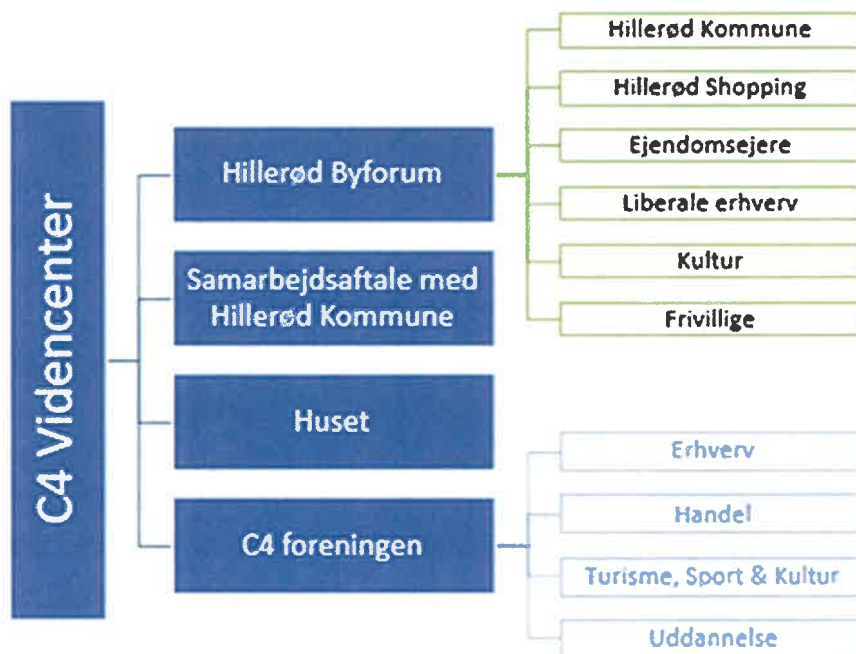 C4 Videncenter
Hillerød Byforum
Hillerød Kommune
Hillerød Shopping
Ejendomsejere
Liberale erhverv
Kultur
Frivillige
Samarbejdsaftale med
Hillerød Kommune
Huset
C4 foreningen
Erhverv
Handel
Turisme, Sport & Kultur
Uddannelse